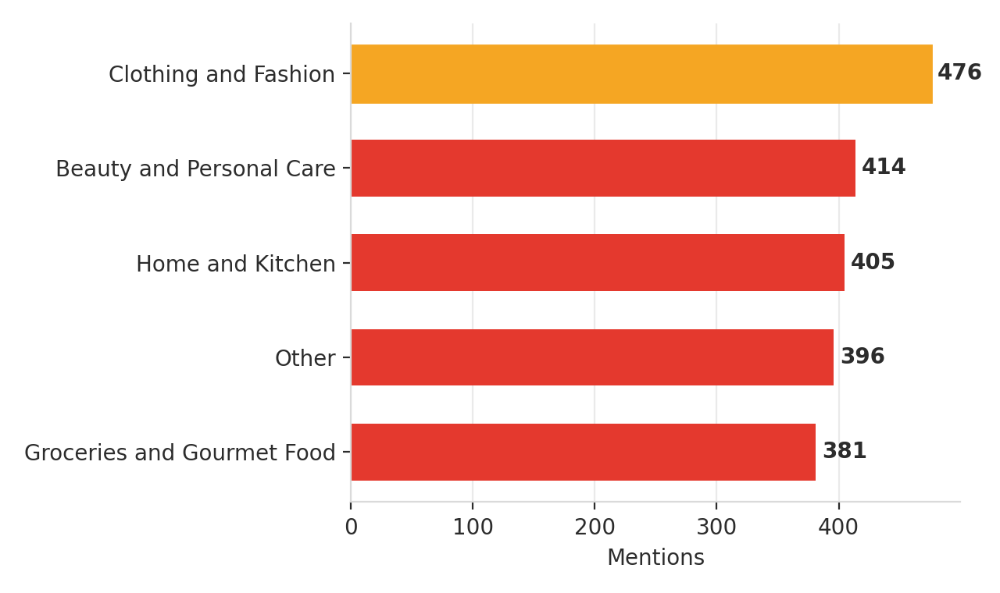 Clothing and Fashion 476
Beauty and Personal Care 414
Home and Kitchen 405
Other 396
Groceries and Gourmet Food 381
0 100 200 300 400
Mentions